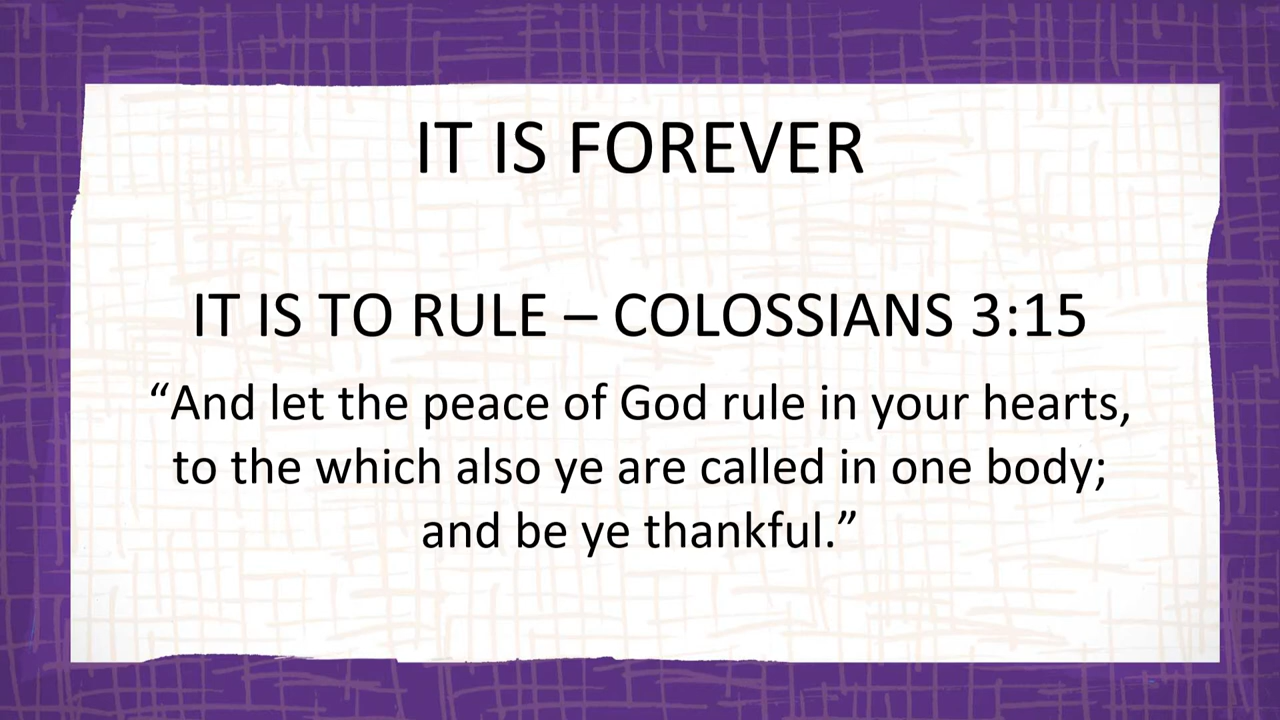 IT IS FOREVER
IT IS TO RULE – COLOSSIANS 3:15
“And let the peace of God rule in your hearts,
to the which also ye are called in one body;
and be ye thankful.”